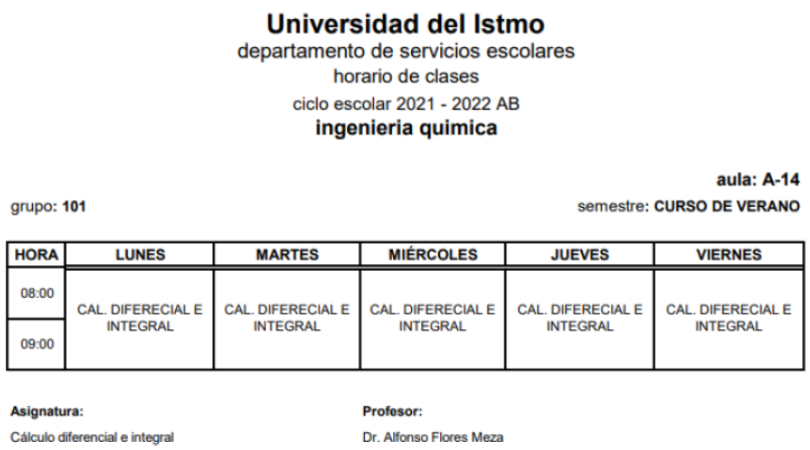 Universidad del Istmo
departamento de servicios escolares
horario de clases
ciclo escolar 2021 - 2022 AB
ingenieria quimica
aula: A-14
grupo: 101 semestre: CURSO DE VERANO
HORA LUNES MARTES MIÉRCOLES JUEVES VIERNES
08:00
CAL. DIFERECIAL E CAL. DIFERECIAL E CAL. DIFERECIAL E CAL. DIFERECIAL E CAL. DIFERECIAL E
INTEGRAL INTEGRAL INTEGRAL INTEGRAL INTEGRAL
09:00
Asignatura: Profesor:
Cálculo diferencial e integral Dr. Alfonso Flores Meza